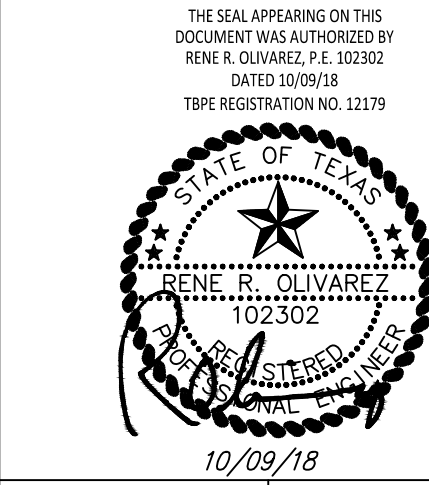 THE SEAL APPEARING ON THIS
DOCUMENT WAS AUTHORIZED BY
RENE R. OLIVAREZ, P.E. 102302
DATED 10/09/18
TBPE REGISTRATION NO. 12179
STATE OF TEXAS
RENE R. OLIVAREZ
102302
REGISTERED
PROFESSIONAL ENGINEER
10/09/18